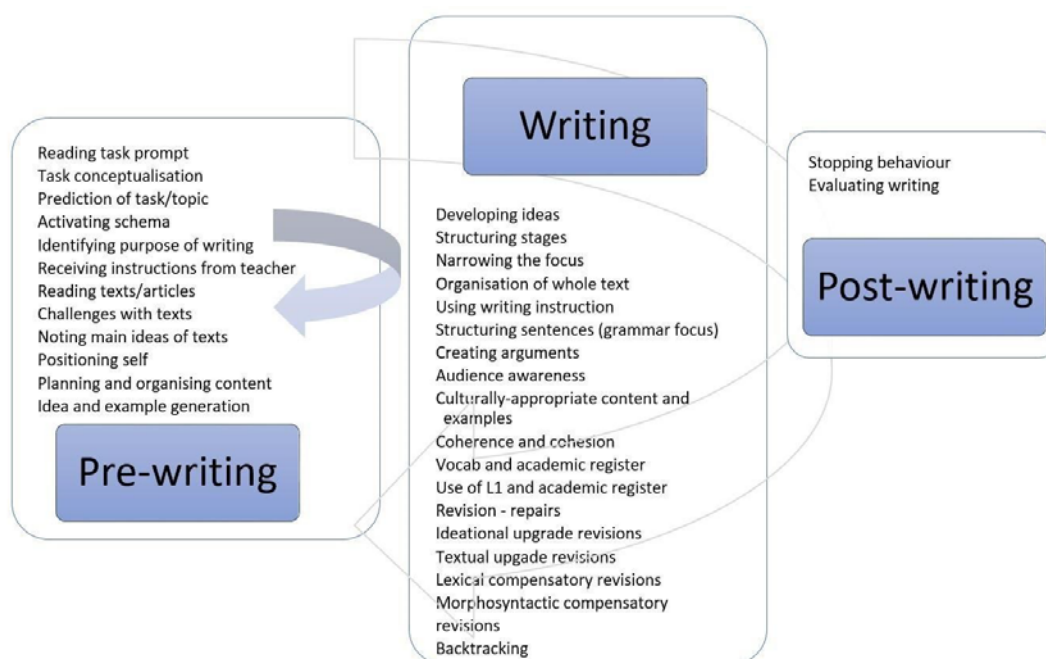 Reading task prompt
Task conceptualisation
Prediction of task/topic
Activating schema
Identifying purpose of writing
Receiving instructions from teacher
Reading texts/articles
Challenges with texts
Noting main ideas of texts
Positioning self
Planning and organising content
Idea and example generation
Pre-writing
Writing
Developing ideas
Structuring stages
Narrowing the focus
Organisation of whole text
Using writing instruction
Structuring sentences (grammar focus)
Creating arguments
Audience awareness
Culturally-appropriate content and
examples
Coherence and cohesion
Vocab and academic register
Use of L1 and academic register
Revision - repairs
Ideational upgrade revisions
Textual upgade revisions
Lexical compensatory revisions
Morphosyntactic compensatory
revisions
Backtracking
Stopping behaviour
Evaluating writing
Post-writing